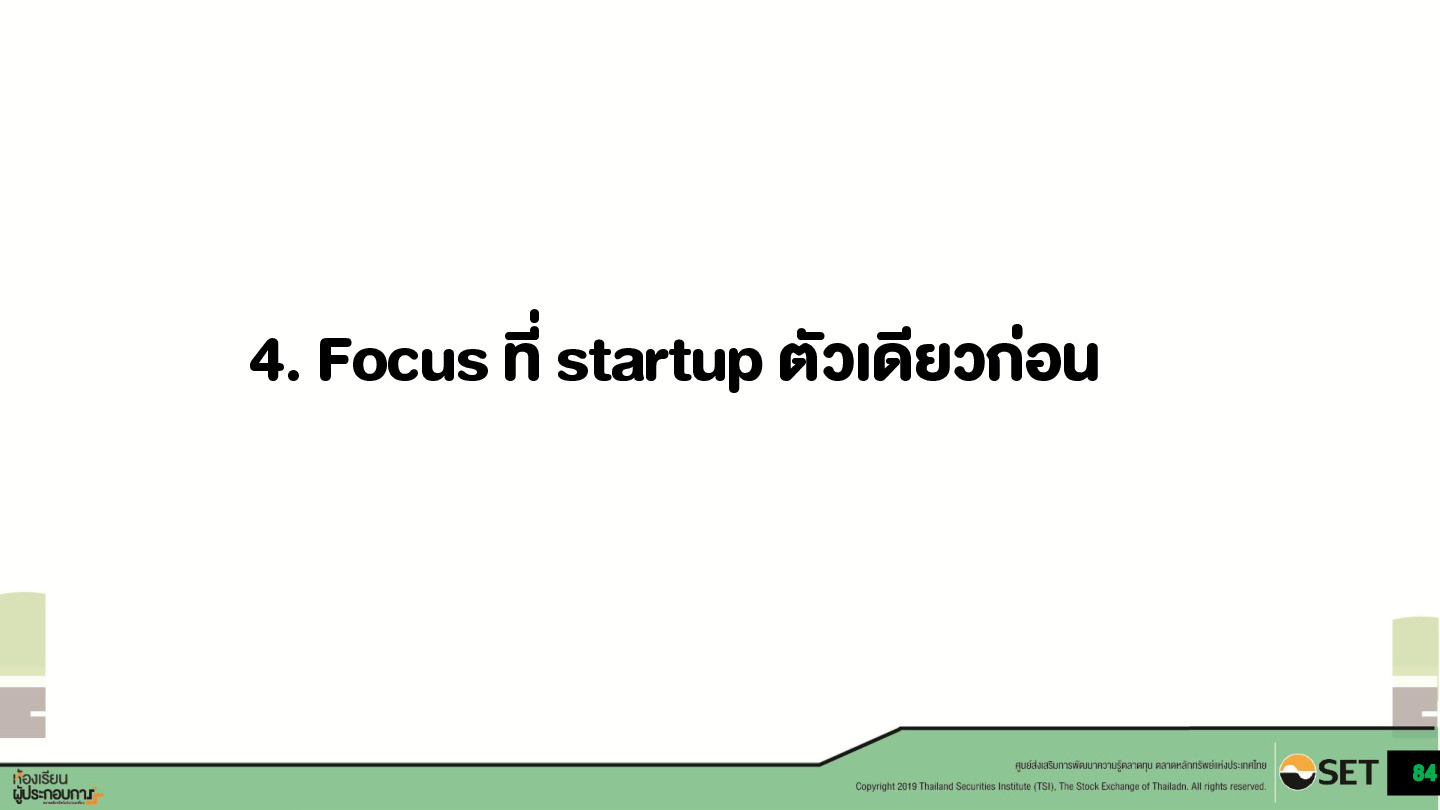 4. Focus ที่ startup ตัวเดียวก่อน
ศูนย์ส่งเสริมการพัฒนาความรู้ตลาดทุน ตลาดหลักทรัพย์แห่งประเทศไทย
Copyright 2019 Thailand Securities Institute (TSI), The Stock Exchange of Thailadn. All rights reserved.
SET
84
ห้องเรียน
ผู้ประกอบการ